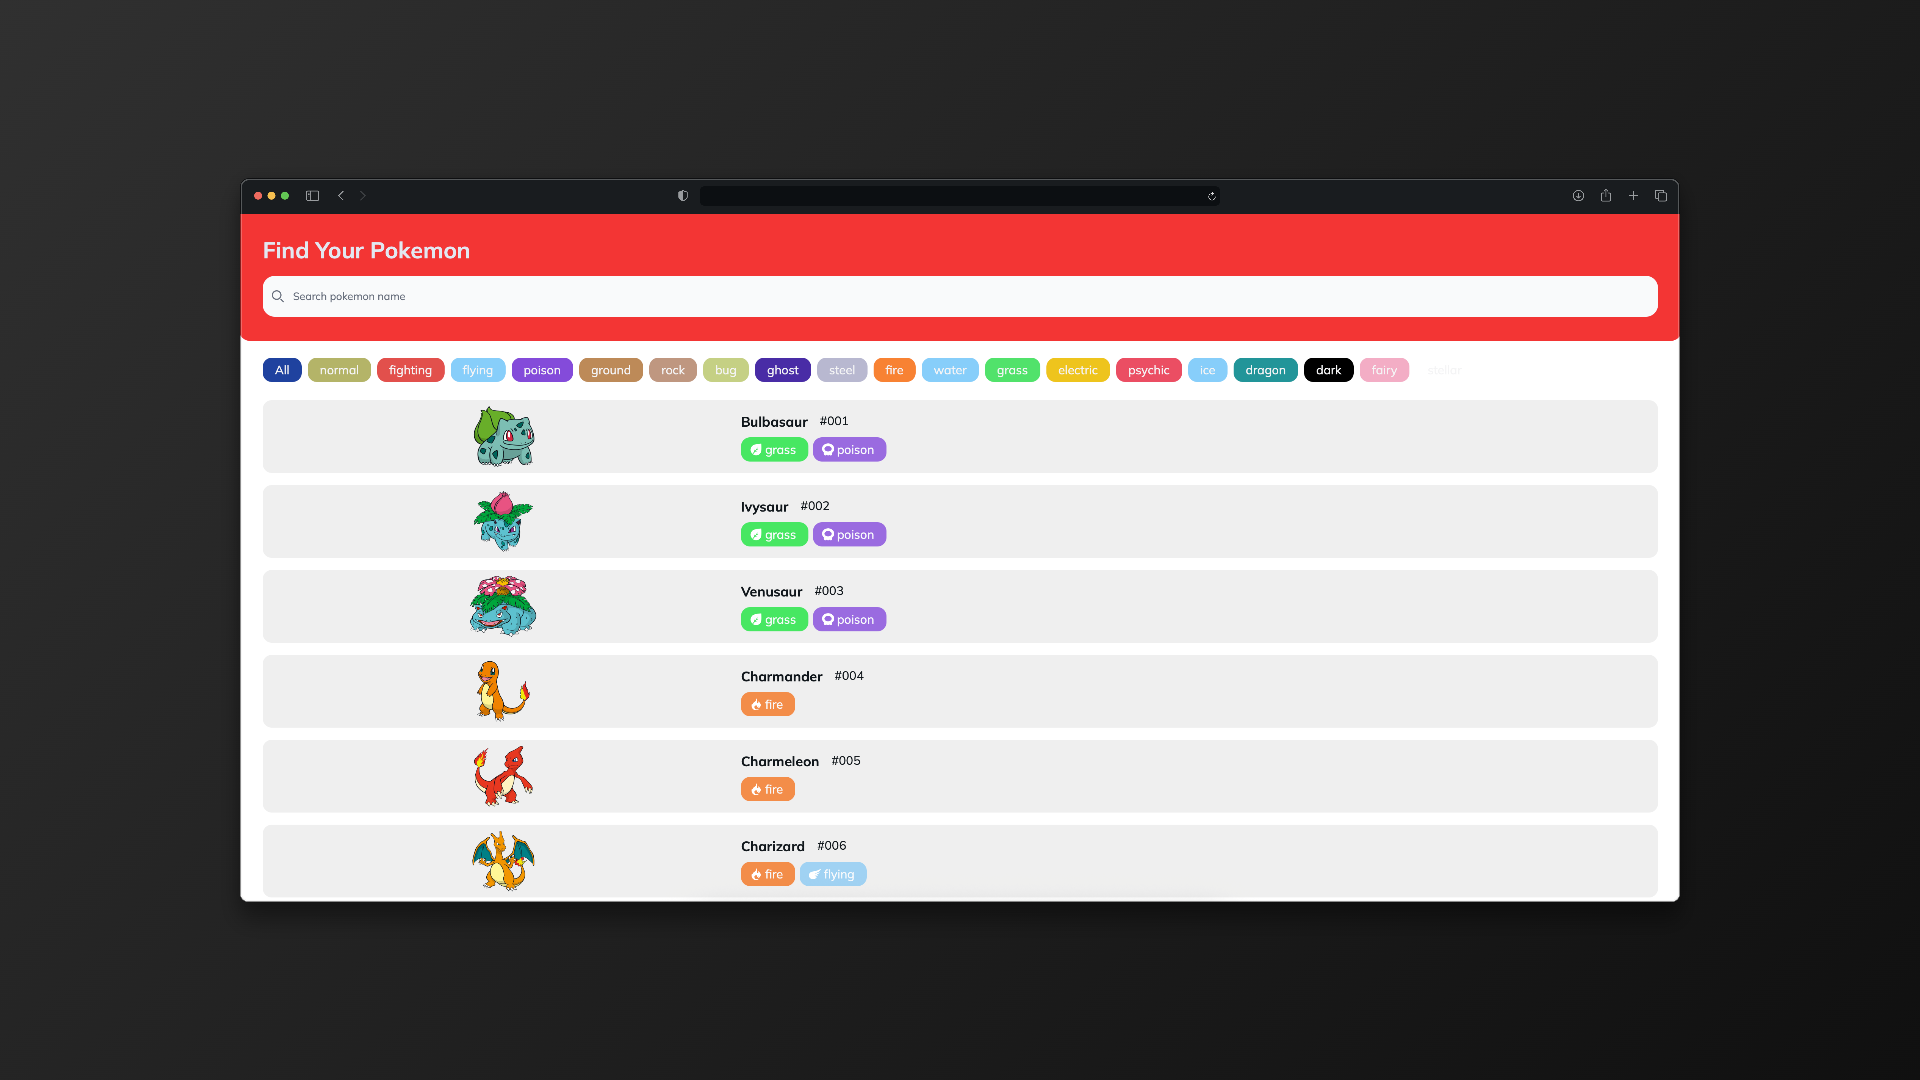 Find Your Pokemon
Search pokemon name
All normal fighting flying poison ground rock bug ghost steel fire water grass electric psychic ice dragon dark fairy stellar
Bulbasaur #001
grass poison
Ivysaur #002
grass poison
Venusaur #003
grass poison
Charmander #004
fire
Charmeleon #005
fire
Charizard #006
fire flying